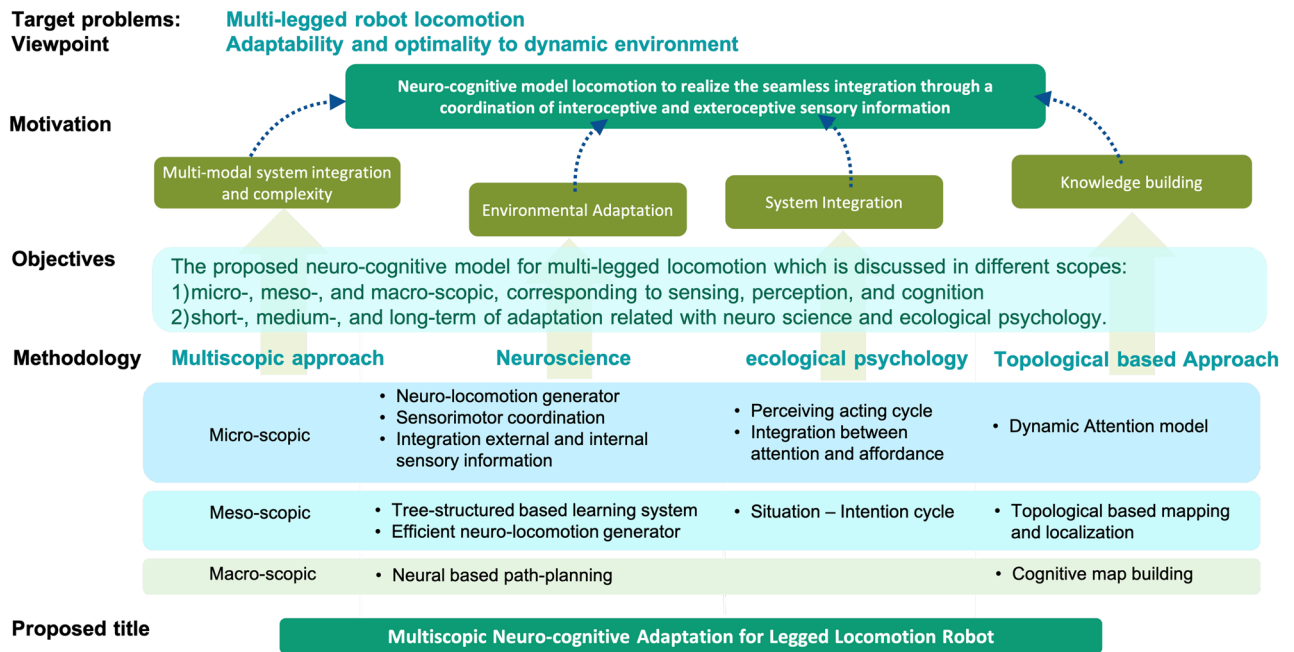 Target problems: Multi-legged robot locomotion
Viewpoint Adaptability and optimality to dynamic environment
Neuro-cognitive model locomotion to realize the seamless integration through a
coordination of interoceptive and exteroceptive sensory information
Motivation
Multi-modal system integration
and complexity
Environmental Adaptation
System Integration
Knowledge building
Objectives
The proposed neuro-cognitive model for multi-legged locomotion which is discussed in different scopes:
1)micro-, meso-, and macro-scopic, corresponding to sensing, perception, and cognition
2)short-, medium-, and long-term of adaptation related with neuro science and ecological psychology.
Methodology Multiscopic approach Neuroscience ecological psychology Topological based Approach
Micro-scopic
• Neuro-locomotion generator
• Sensorimotor coordination
• Integration external and internal
sensory information
• Perceiving acting cycle
• Integration between
attention and affordance
• Dynamic Attention model
Meso-scopic
• Tree-structured based learning system
• Efficient neuro-locomotion generator
• Situation – Intention cycle
• Topological based mapping
and localization
Macro-scopic
• Neural based path-planning
• Cognitive map building
Proposed title
Multiscopic Neuro-cognitive Adaptation for Legged Locomotion Robot